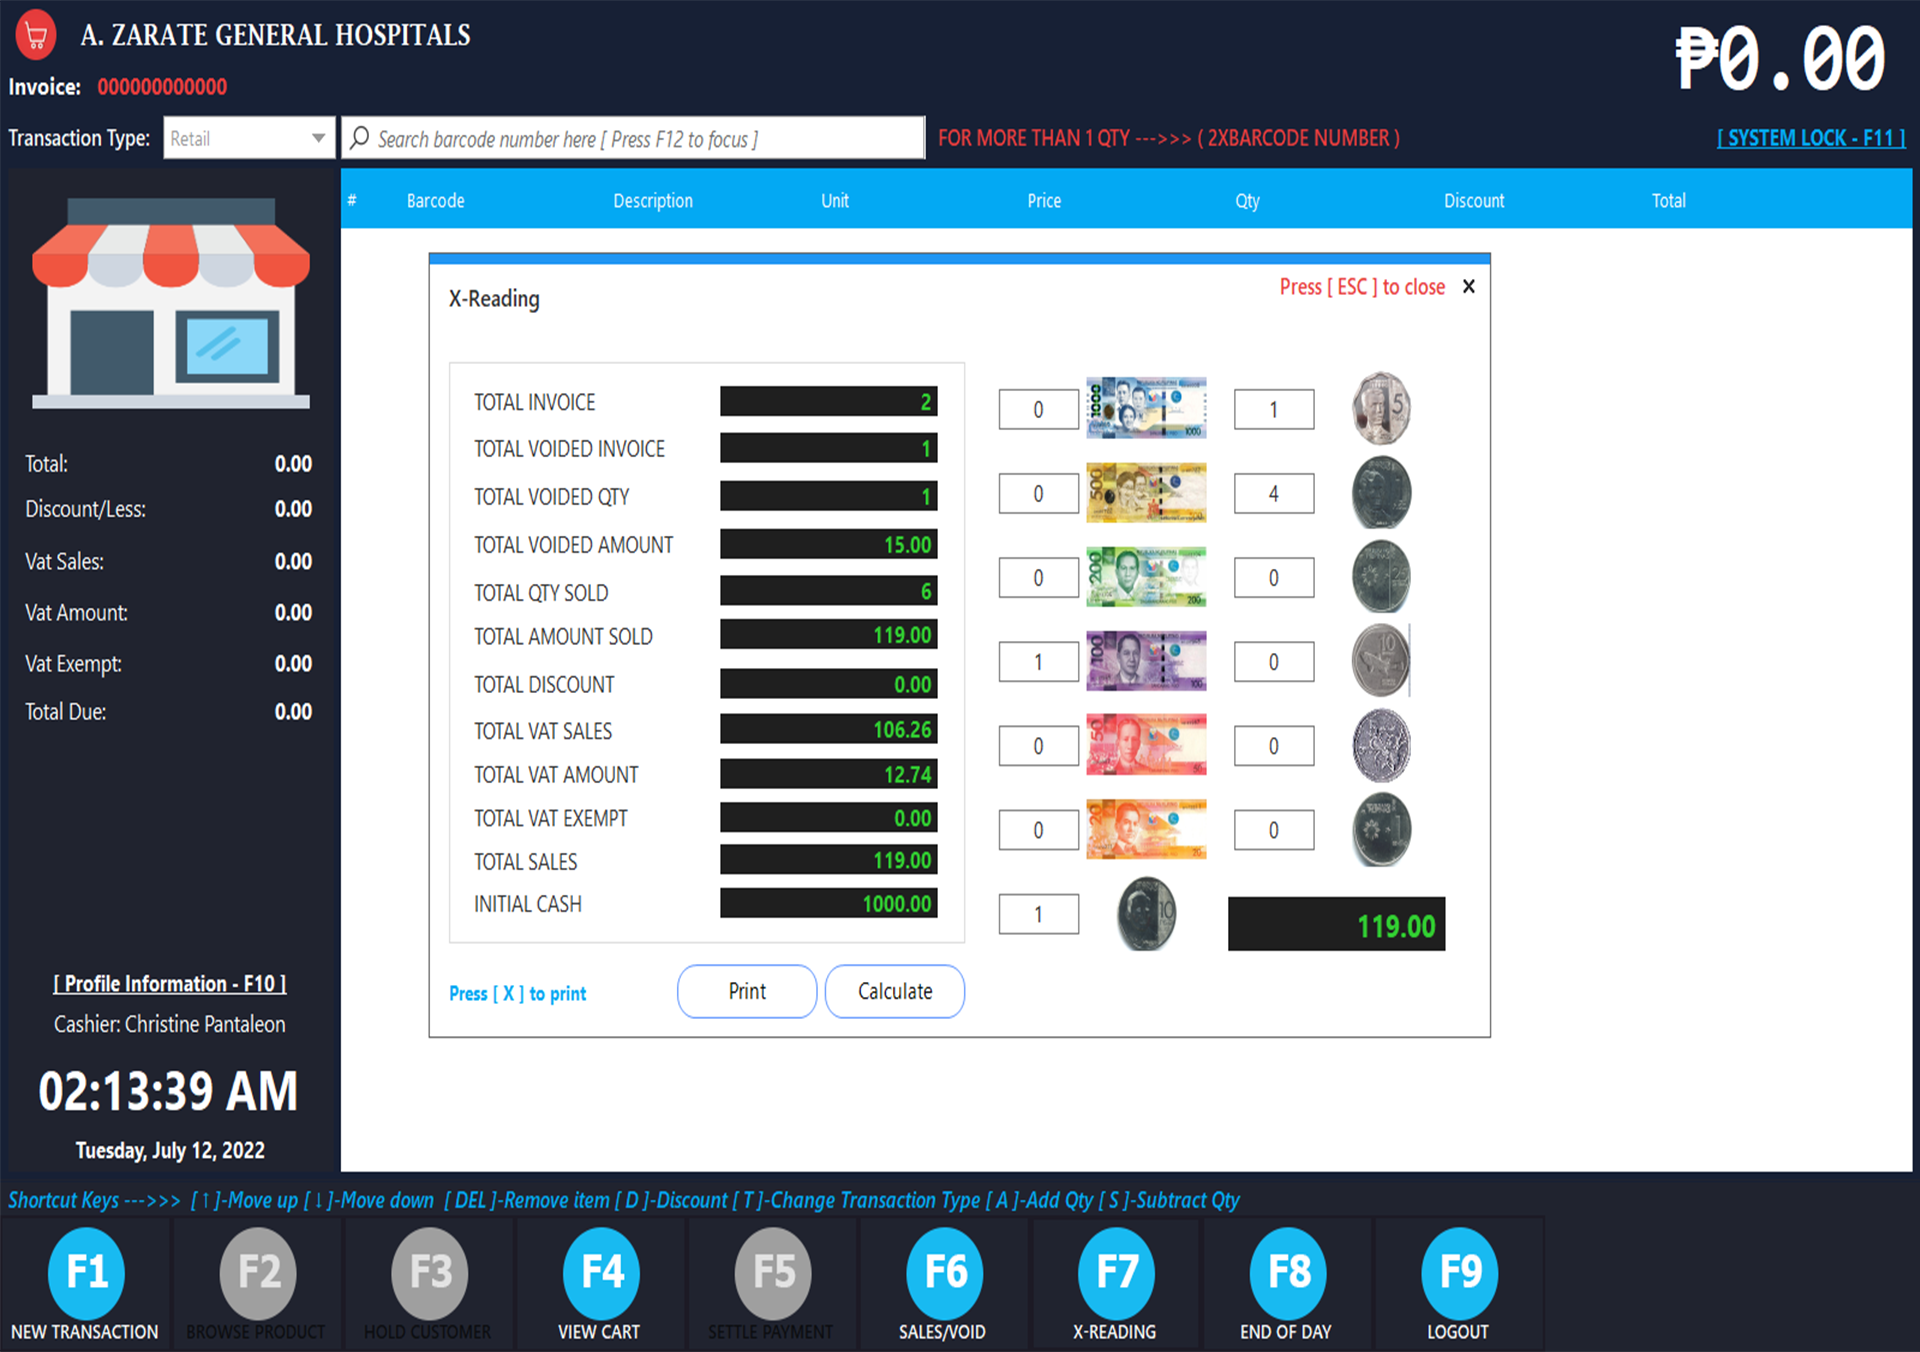 A. ZARATE GENERAL HOSPITALS
₱0.00
Invoice: 000000000000
Transaction Type: Retail
Search barcode number here [ Press F12 to focus ]
FOR MORE THAN 1 QTY --->>> ( 2XBARCODE NUMBER )
[ SYSTEM LOCK - F11 ]
# Barcode Description Unit Price Qty Discount Total
Total: 0.00
Discount/Less: 0.00
Vat Sales: 0.00
Vat Amount: 0.00
Vat Exempt: 0.00
Total Due: 0.00
[ Profile Information - F10 ]
Cashier: Christine Pantaleon
02:13:39 AM
Tuesday, July 12, 2022
X-Reading
Press [ ESC ] to close X
TOTAL INVOICE 2
TOTAL VOIDED INVOICE 1
TOTAL VOIDED QTY 1
TOTAL VOIDED AMOUNT 15.00
TOTAL QTY SOLD 6
TOTAL AMOUNT SOLD 119.00
TOTAL DISCOUNT 0.00
TOTAL VAT SALES 106.26
TOTAL VAT AMOUNT 12.74
TOTAL VAT EXEMPT 0.00
TOTAL SALES 119.00
INITIAL CASH 1000.00
0 1000 1000 1 5
0 500 4
0 200 200 0 25
1 100 100 0 10
0 50 50 0
0 20 20 0 1
1 10 119.00
Press [ X ] to print
Print
Calculate
Shortcut Keys --->>> [ ↑ ]-Move up [ ↓ ]-Move down [ DEL ]-Remove item [ D ]-Discount [ T ]-Change Transaction Type [ A ]-Add Qty [ S ]-Subtract Qty
F1 F2 F3 F4 F5 F6 F7 F8 F9
NEW TRANSACTION BROWSE PRODUCT HOLD CUSTOMER VIEW CART SETTLE PAYMENT SALES/VOID X-READING END OF DAY LOGOUT